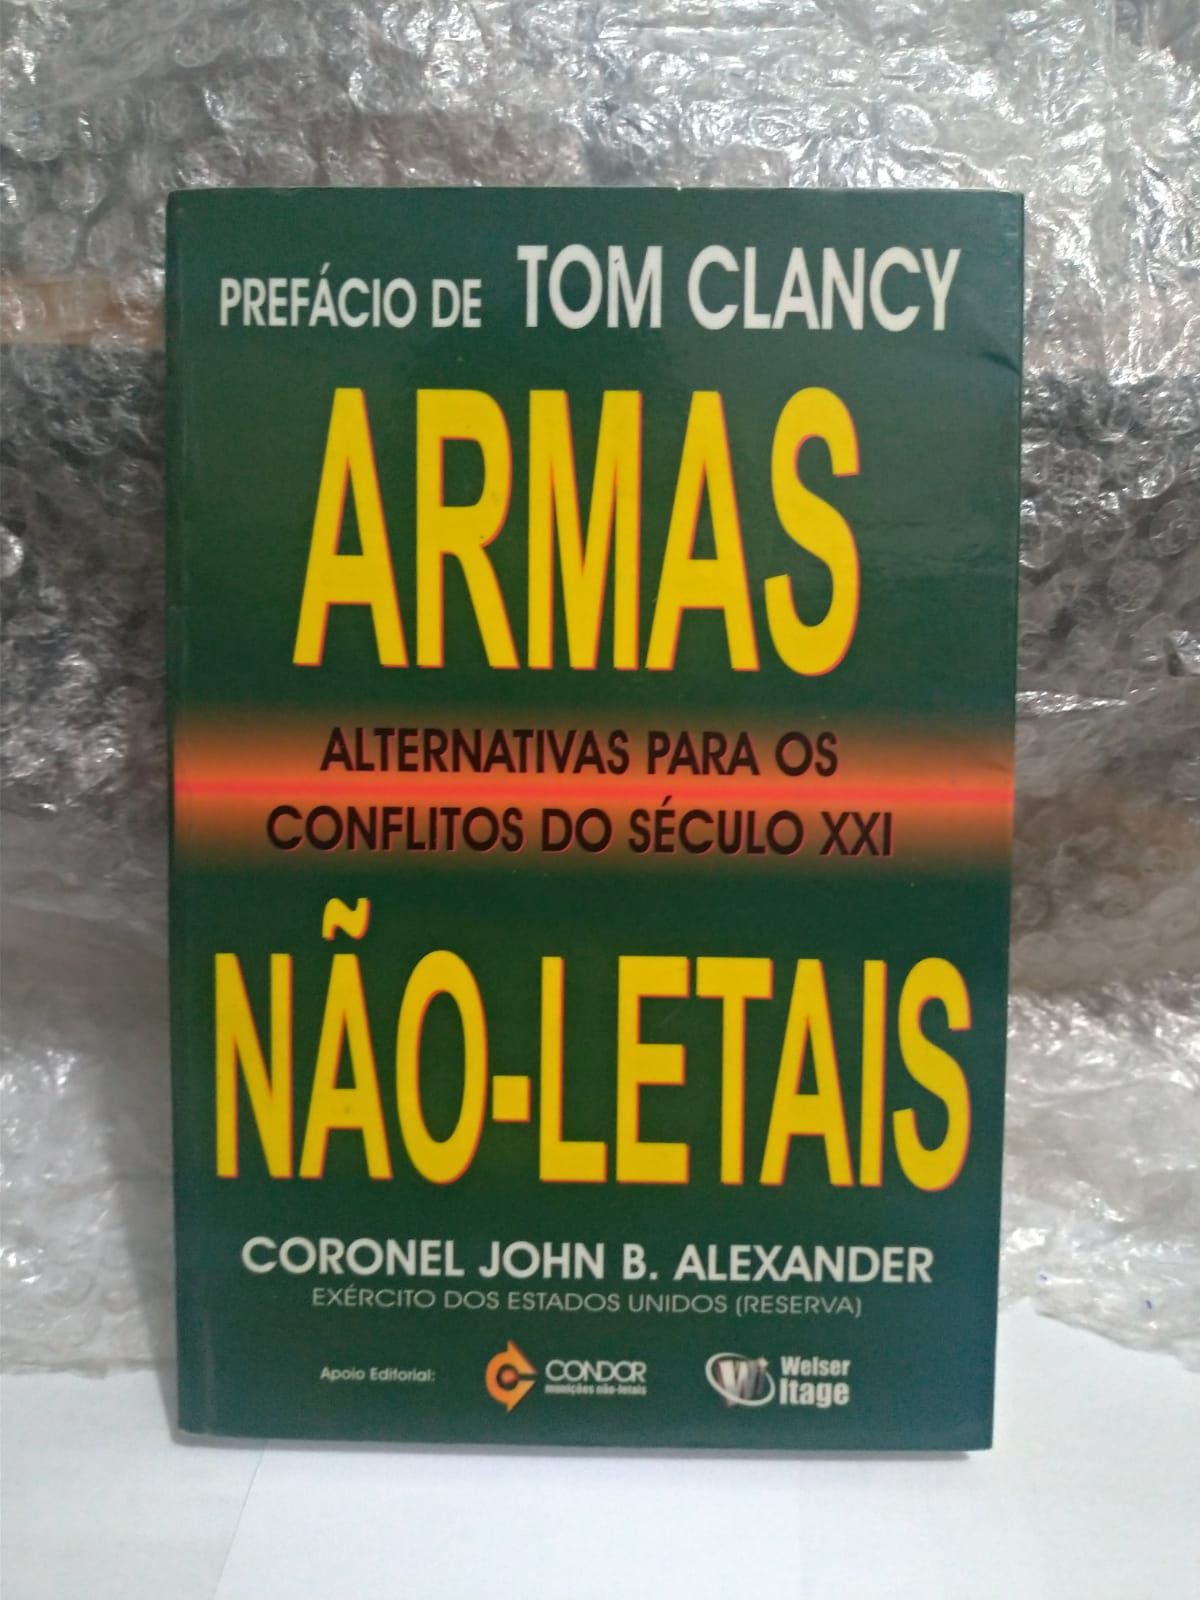 PREFÁCIO DE TOM CLANCY
ARMAS
ALTERNATIVAS PARA OS
CONFLITOS DO SÉCULO XXI
NÃO-LETAIS
CORONEL JOHN B. ALEXANDER
EXÉRCITO DOS ESTADOS UNIDOS (RESERVA)
Apoio Editorial:
CONDOR
munições não-letais
Welser
Itage